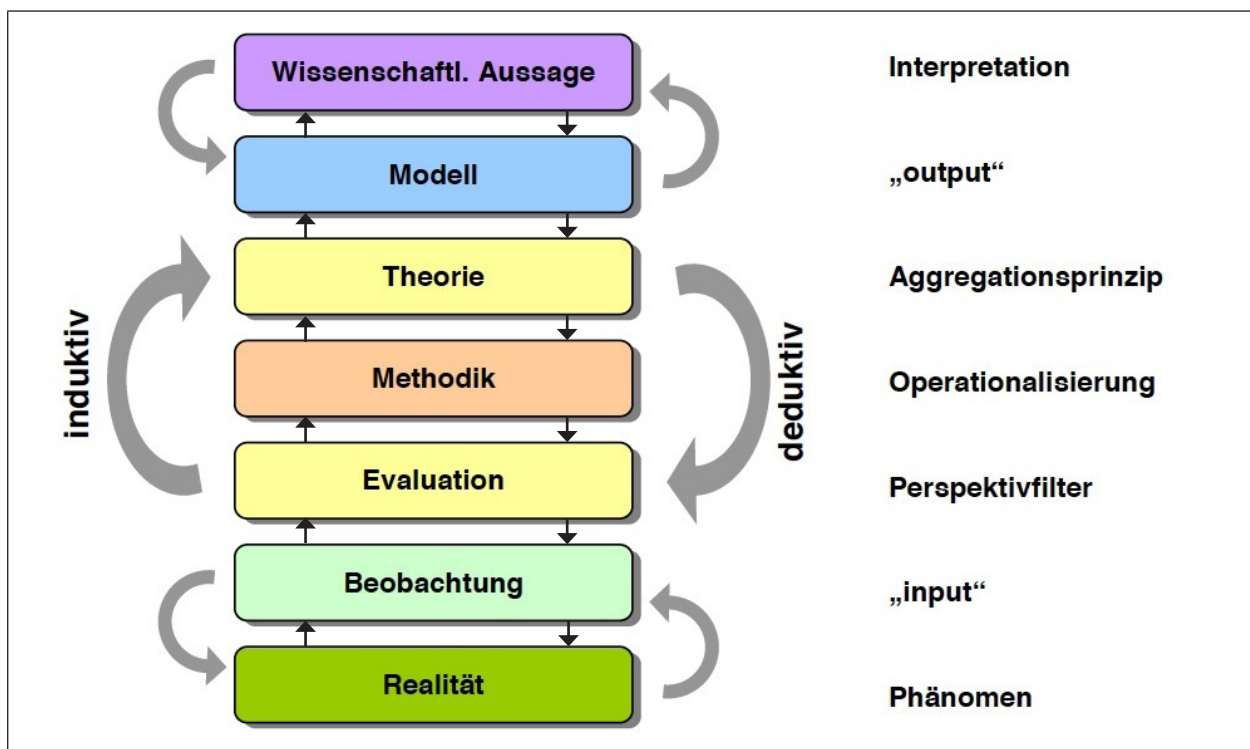 Wissenschaftl. Aussage
Interpretation
Modell
„output“
Theorie
Aggregationsprinzip
induktiv
Methodik
deduktiv
Operationalisierung
Evaluation
Perspektivfilter
Beobachtung
„input“
Realität
Phänomen